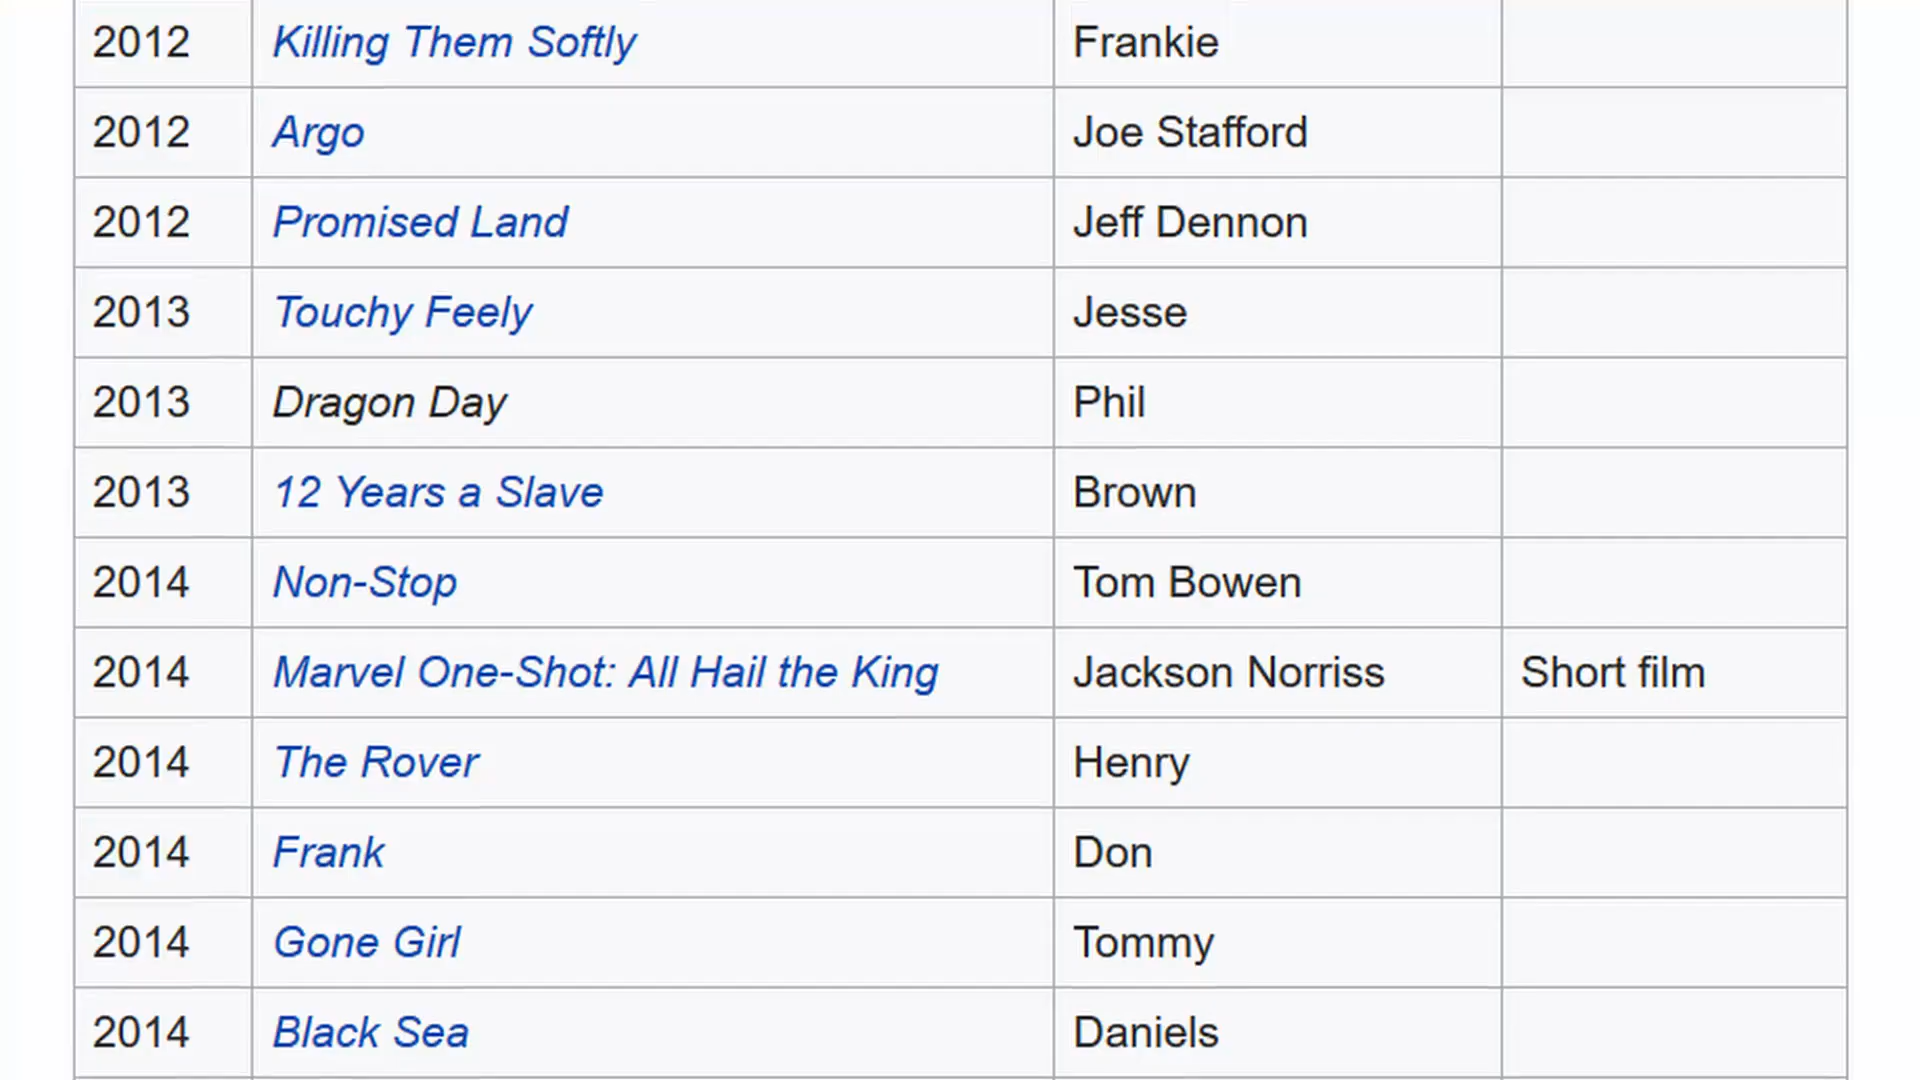 2012 Killing Them Softly Frankie
2012 Argo Joe Stafford
2012 Promised Land Jeff Dennon
2013 Touchy Feely Jesse
2013 Dragon Day Phil
2013 12 Years a Slave Brown
2014 Non-Stop Tom Bowen
2014 Marvel One-Shot: All Hail the King Jackson Norriss Short film
2014 The Rover Henry
2014 Frank Don
2014 Gone Girl Tommy
2014 Black Sea Daniels